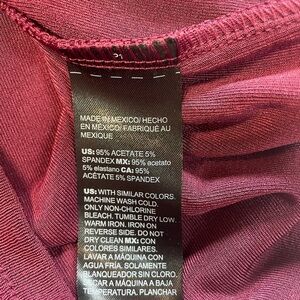 MADE IN MEXICO/ HECHO
EN MÉXICO/ FABRIQUÉ AU
MEXIQUE
US: 95% ACETATE 5%
SPANDEX MX: 95% acetato
5% elastano CA: 95%
ACÉTATE 5% SPANDEX
US: WITH SIMILAR COLORS.
MACHINE WASH COLD.
ONLY NON-CHLORINE
BLEACH. TUMBLE DRY LOW.
WARM IRON. IRON ON
REVERSE SIDE. DO NOT
DRY CLEAN MX: CON
COLORES SIMILARES.
LAVAR A MÁQUINA CON
AGUA FRÍA. SOLAMENTE
BLANQUEADOR SIN CLORO.
SECAR A MÁQUINA A BAJA
TEMPERATURA. PLANCHAR